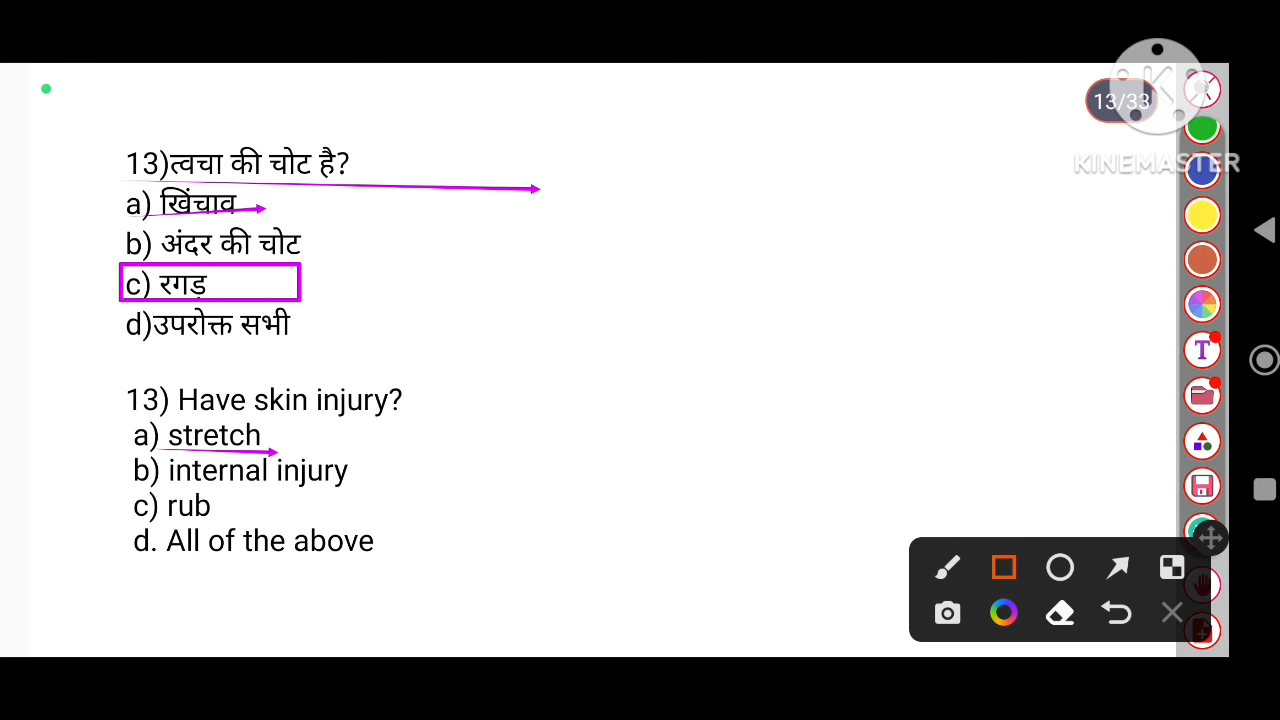 13/33
KINEMASTER
13)त्वचा की चोट है?
a) खिंचाव
b) अंदर की चोट
c) रगड़
d)उपरोक्त सभी
13) Have skin injury?
a) stretch
b) internal injury
c) rub
d. All of the above
T